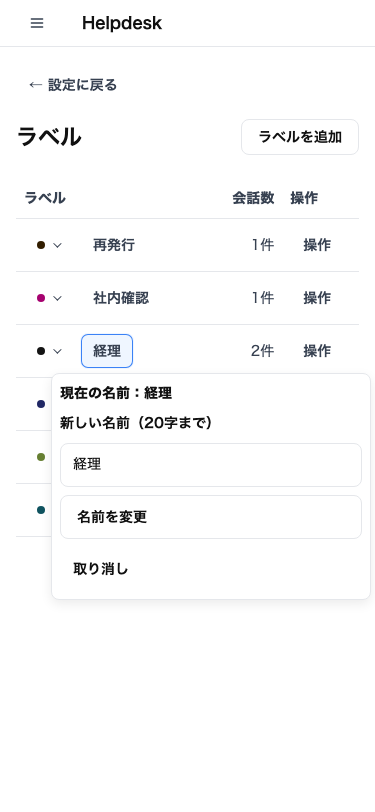 Helpdesk
← 設定に戻る
ラベル
ラベルを追加
ラベル 会話数 操作
再発行 1件 操作
社内確認 1件 操作
経理 2件 操作
現在の名前：経理
新しい名前（20字まで）
経理
名前を変更
取り消し